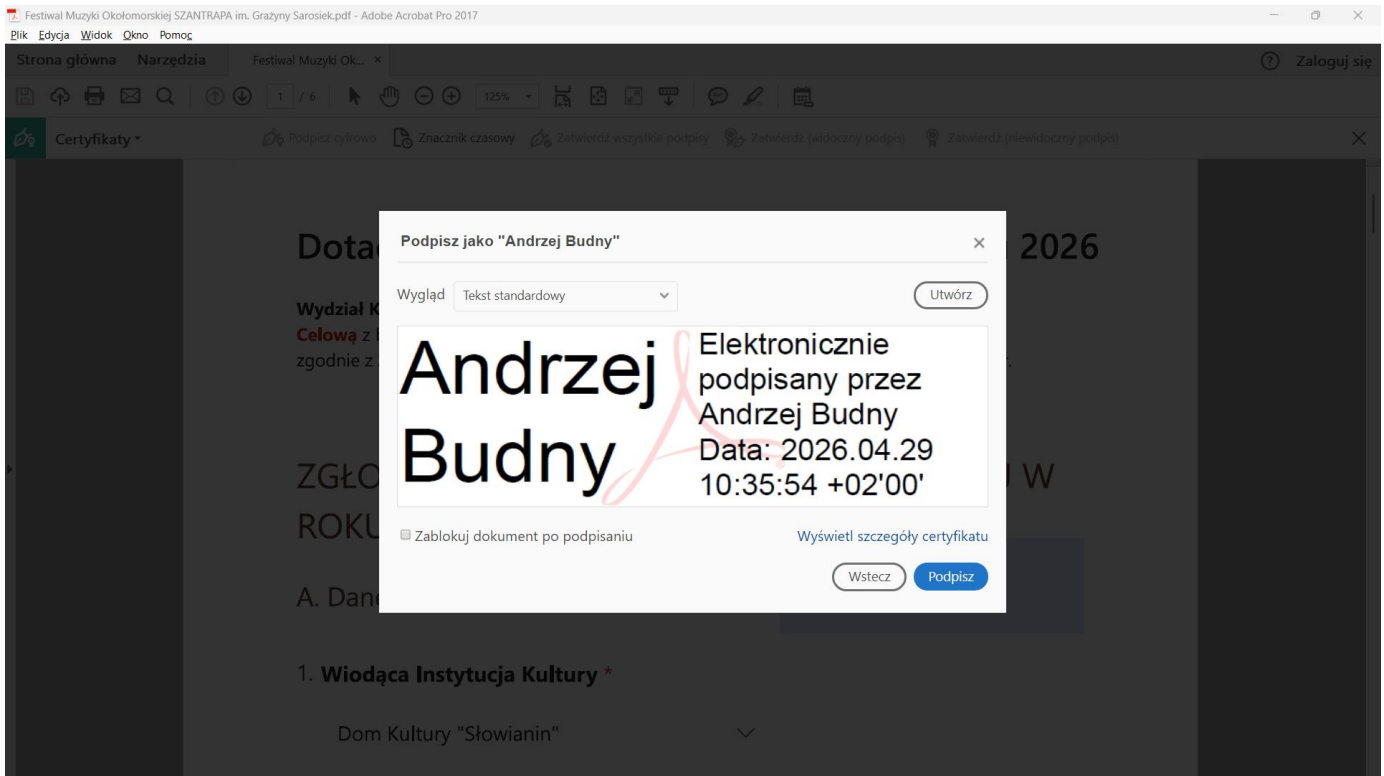 Festiwal Muzyki Okołomorskiej SZANTRAPA im. Grażyny Sarosiek.pdf - Adobe Acrobat Pro 2017
Plik Edycja Widok Okno Pomoc
Strona główna Narzędzia Festiwal Muzyki Ok... × Zaloguj się
1 / 6 125%
Certyfikaty Podpisz cyfrowo Znacznik czasowy Zatwierdź wszystkie podpisy Zatwierdź (widoczny podpis) Zatwierdź (niewidoczny podpis)
Dota 2026
Wydział K
Celową z
zgodnie z
ZGŁO W
ROKU
A. Dan
1. Wiodąca Instytucja Kultury *
Dom Kultury "Słowianin"
Podpisz jako "Andrzej Budny"
Wygląd Tekst standardowy Utwórz
Andrzej
Budny
Elektronicznie
podpisany przez
Andrzej Budny
Data: 2026.04.29
10:35:54 +02'00'
Zablokuj dokument po podpisaniu Wyświetl szczegóły certyfikatu
Wstecz Podpisz